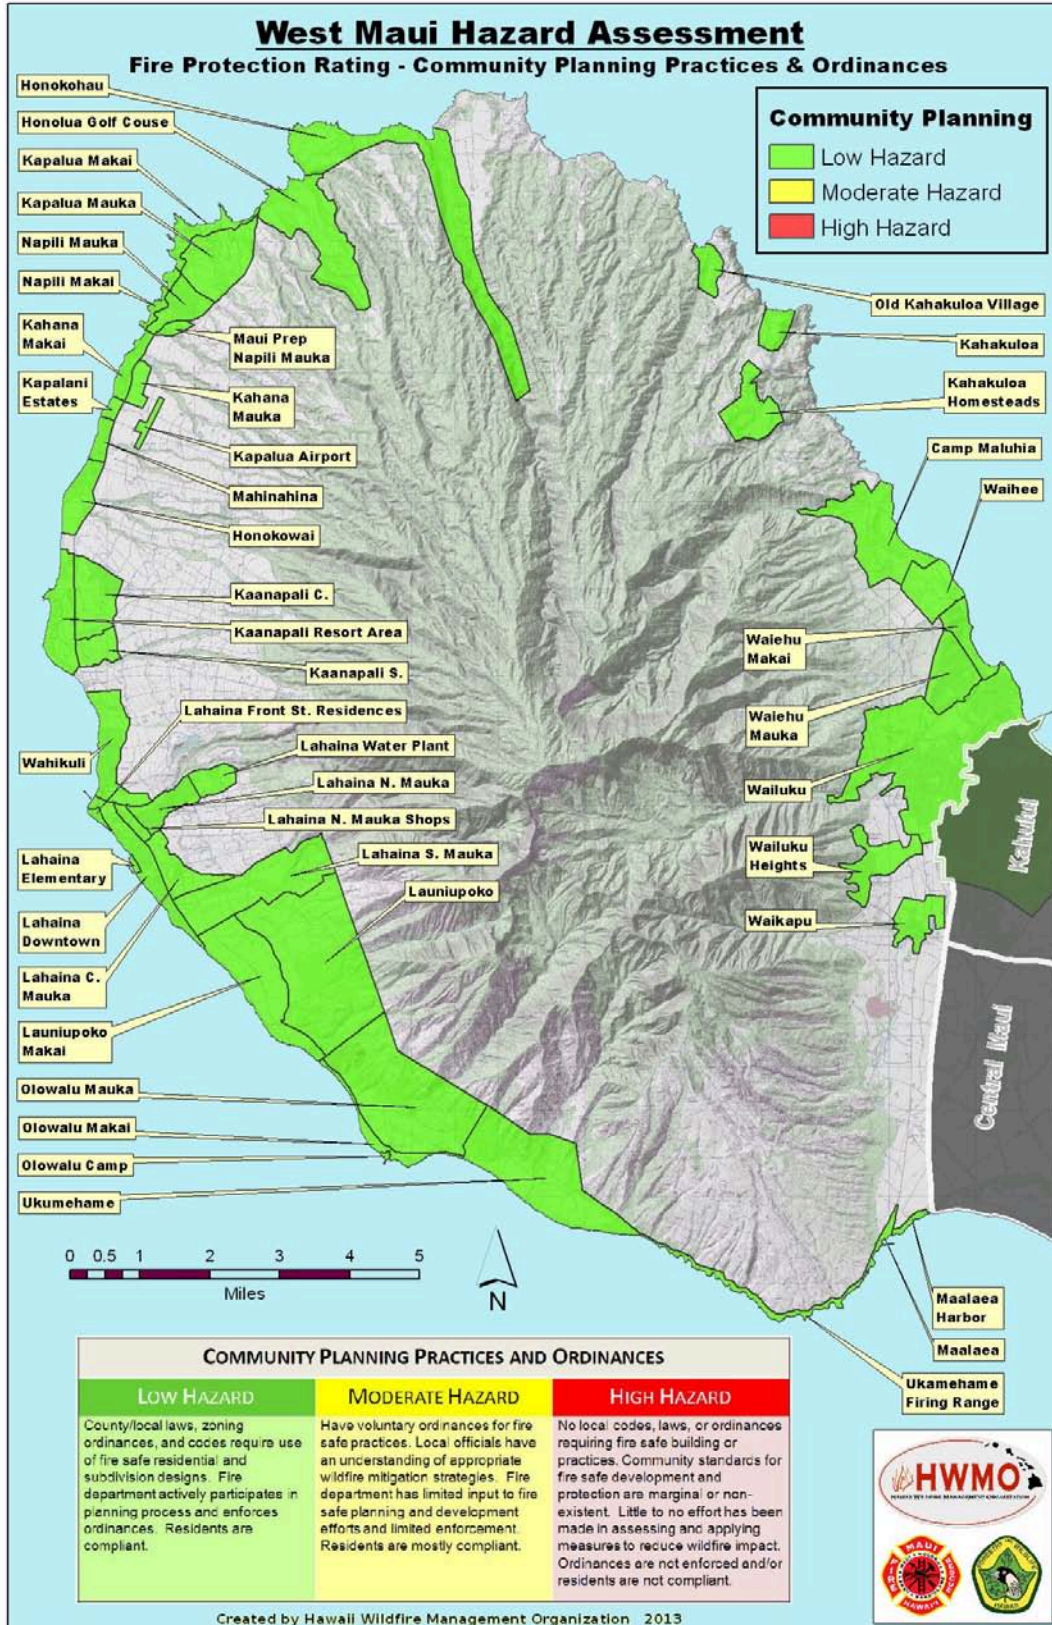 West Maui Hazard Assessment
Fire Protection Rating - Community Planning Practices & Ordinances
Community Planning
Low Hazard
Moderate Hazard
High Hazard
Honokohau
Honolua Golf Couse
Kapalua Makai
Kapalua Mauka
Napili Mauka
Napili Makai
Kahana
Makai
Kapalani
Estates
Maui Prep
Napili Mauka
Kahana
Mauka
Kapalua Airport
Mahinahina
Honokowai
Kaanapali C.
Kaanapali Resort Area
Kaanapali S.
Lahaina Front St. Residences
Lahaina Water Plant
Lahaina N. Mauka
Lahaina N. Mauka Shops
Lahaina S. Mauka
Launiupoko
Wahikuli
Lahaina
Elementary
Lahaina
Downtown
Lahaina C.
Mauka
Launiupoko
Makai
Olowalu Mauka
Olowalu Makai
Olowalu Camp
Ukumehame
Old Kahakuloa Village
Kahakuloa
Kahakuloa
Homesteads
Camp Maluhia
Waihee
Waiehu
Makai
Waiehu
Mauka
Wailuku
Wailuku
Heights
Waikapu
Kahului
Central Maui
Maalaea
Harbor
Maalaea
Ukamehame
Firing Range
0 0.5 1 2 3 4 5
Miles
N
COMMUNITY PLANNING PRACTICES AND ORDINANCES
LOW HAZARD
County/local laws, zoning
ordinances, and codes require use
of fire safe residential and
subdivision designs. Fire
department actively participates in
planning process and enforces
ordinances. Residents are
compliant.
MODERATE HAZARD
Have voluntary ordinances for fire
safe practices. Local officials have
an understanding of appropriate
wildfire mitigation strategies. Fire
department has limited input to fire
safe planning and development
efforts and limited enforcement.
Residents are mostly compliant.
HIGH HAZARD
No local codes, laws, or ordinances
requiring fire safe building or
practices. Community standards for
fire safe development and
protection are marginal or non-
existent. Little to no effort has been
made in assessing and applying
measures to reduce wildfire impact.
Ordinances are not enforced and/or
residents are not compliant.
HWMO
MAUI
FIRE
HAWAII
Created by Hawaii Wildfire Management Organization 2013